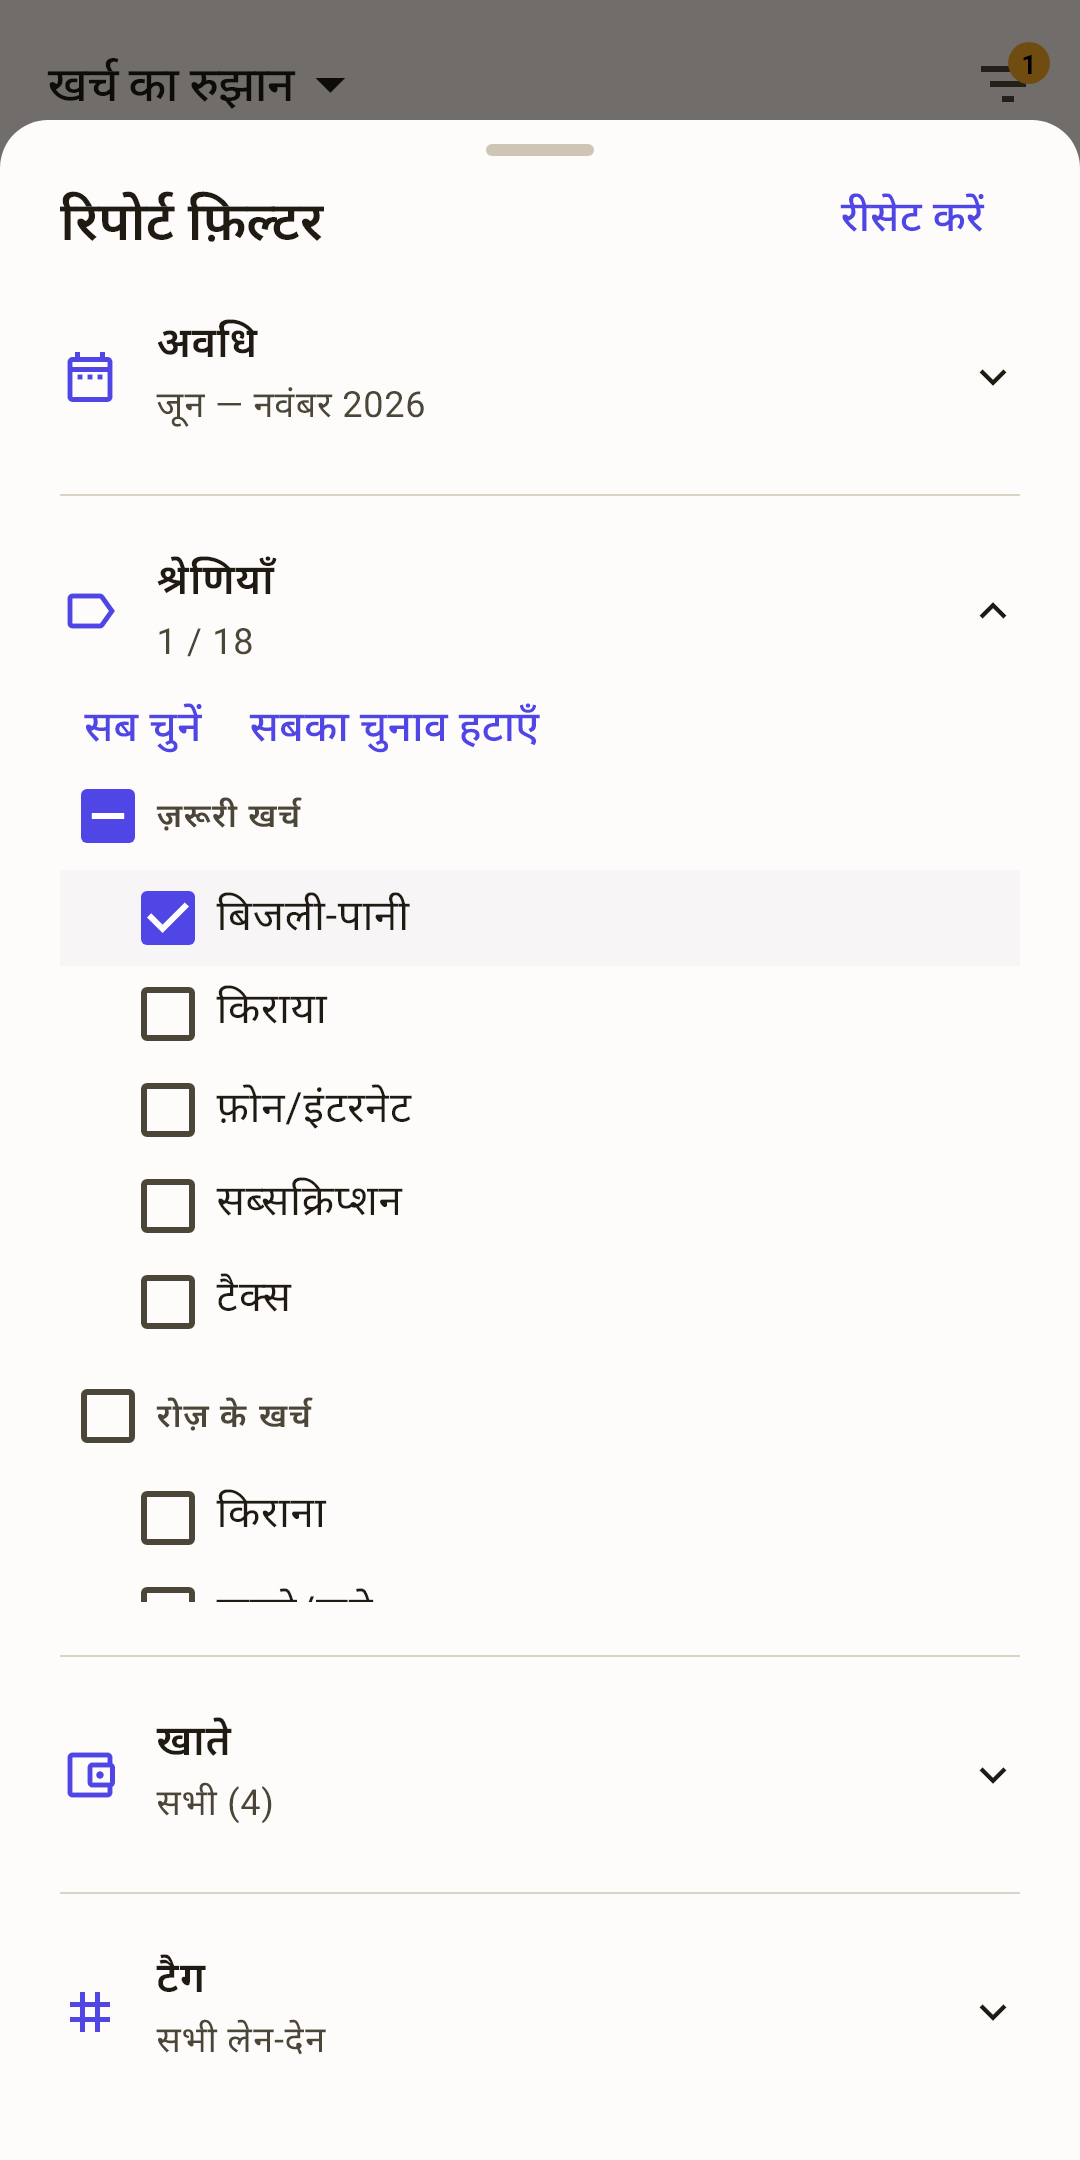 खर्च का रुझान
1
रिपोर्ट फ़िल्टर
रीसेट करें
अवधि
जून — नवंबर 2026
श्रेणियाँ
1 / 18
सब चुनें सबका चुनाव हटाएँ
ज़रूरी खर्च
बिजली-पानी
किराया
फ़ोन/इंटरनेट
सब्सक्रिप्शन
टैक्स
रोज़ के खर्च
किराना
खाते
सभी (4)
टैग
सभी लेन-देन